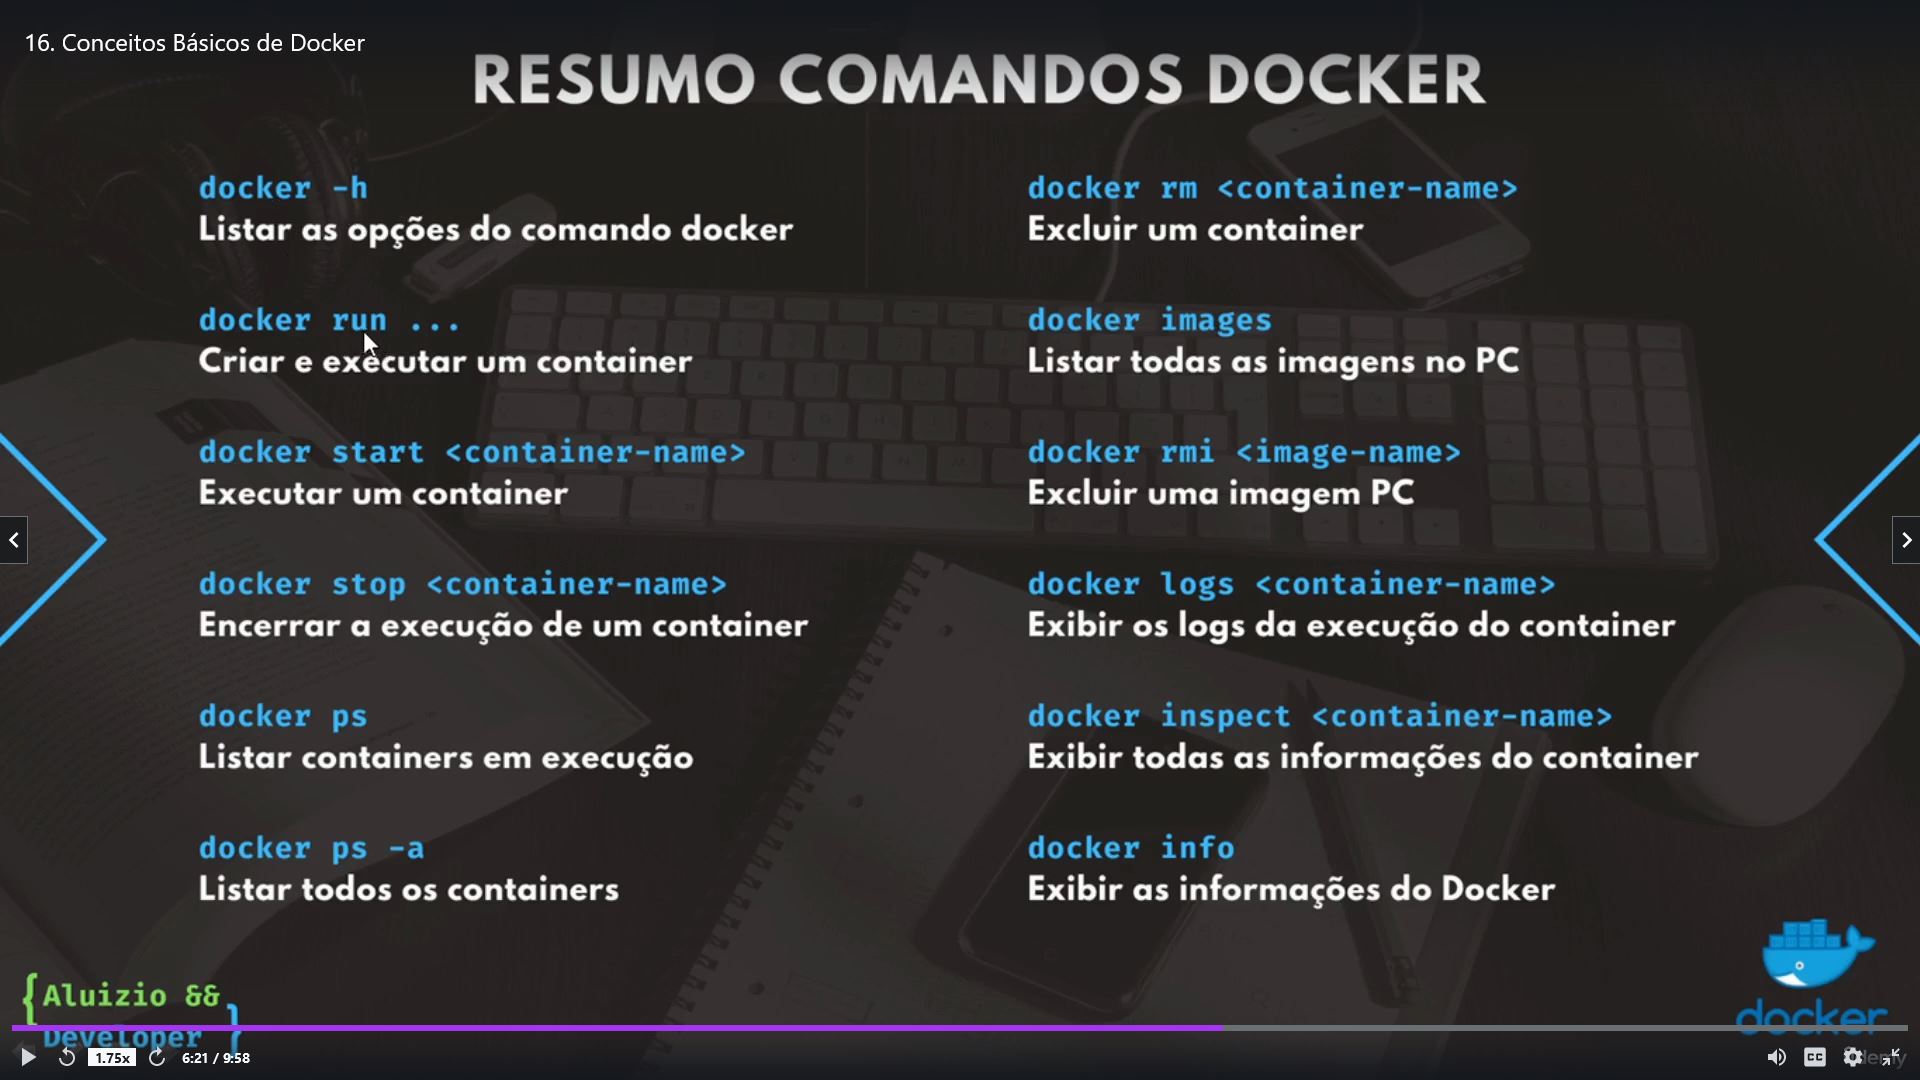 16. Conceitos Básicos de Docker
RESUMO COMANDOS DOCKER
docker -h
Listar as opções do comando docker
docker run ...
Criar e executar um container
docker start <container-name>
Executar um container
docker stop <container-name>
Encerrar a execução de um container
docker ps
Listar containers em execução
docker ps -a
Listar todos os containers
docker rm <container-name>
Excluir um container
docker images
Listar todas as imagens no PC
docker rmi <image-name>
Excluir uma imagem PC
docker logs <container-name>
Exibir os logs da execução do container
docker inspect <container-name>
Exibir todas as informações do container
docker info
Exibir as informações do Docker
{Aluizio &&
Developer }
docker
1.75x
6:21 / 9:58
CC